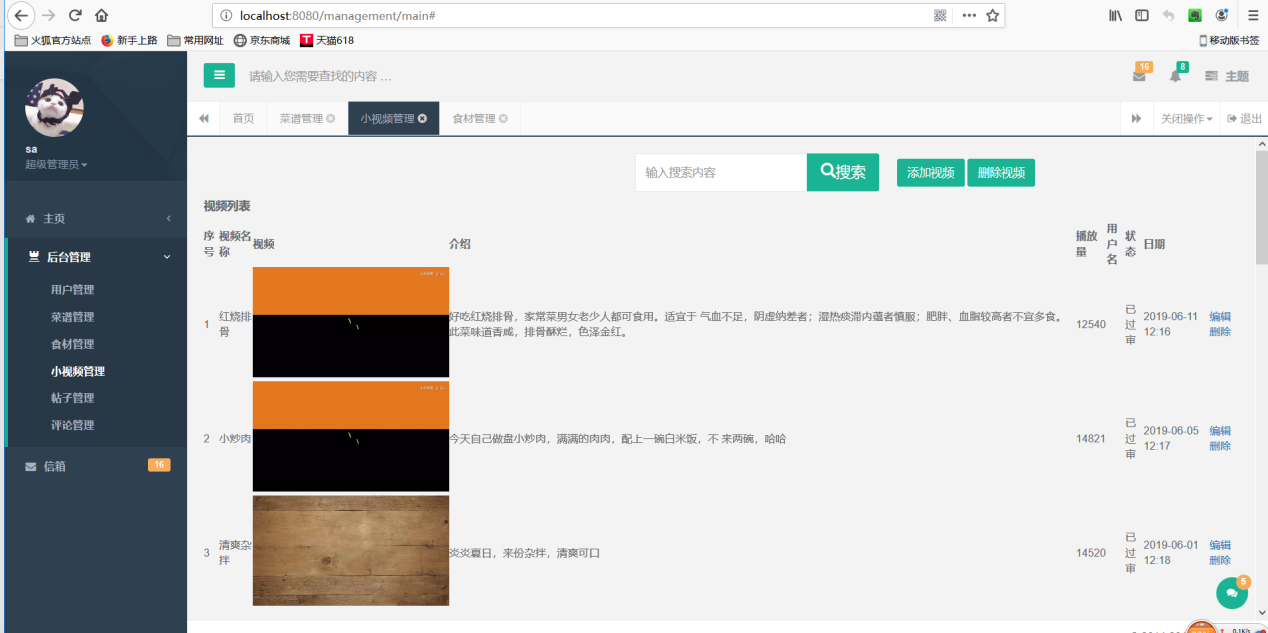 localhost:8080/management/main#
火狐官方站点 新手上路 常用网址 京东商城 T 天猫618 移动版书签
请输入您需要查找的内容 … 16 8 主题
首页 菜谱管理 小视频管理 食材管理 关闭操作 退出
sa
超级管理员
主页
后台管理
用户管理
菜谱管理
食材管理
小视频管理
帖子管理
评论管理
信箱 16
输入搜索内容 搜索 添加视频 删除视频
视频列表
序号 视频名称 视频 介绍 播放量 用户名 状态 日期
1 红烧排骨 好吃红烧排骨，家常菜男女老少人都可食用。适宜于 气血不足，阴虚纳差者；湿热痰滞内蕴者慎服；肥胖、血脂较高者不宜多食。 12540 已过审 2019-06-11 12:16 编辑 删除
此菜味道香咸，排骨酥烂，色泽金红。
2 小炒肉 今天自己做盘小炒肉，满满的肉肉，配上一碗白米饭，不 来两碗，哈哈 14821 已过审 2019-06-05 12:17 编辑 删除
3 清爽杂拌 炎炎夏日，来份杂拌，清爽可口 14520 已过审 2019-06-01 12:18 编辑 删除
5
0.1K/s